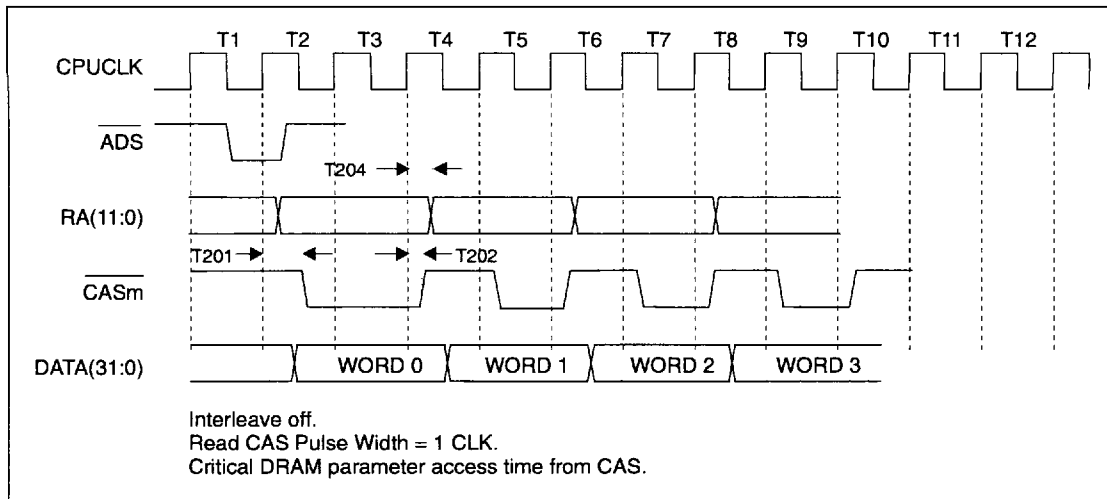 T1 T2 T3 T4 T5 T6 T7 T8 T9 T10 T11 T12
CPUCLK
ADS
T204
RA(11:0)
T201 T202
CASm
DATA(31:0) WORD 0 WORD 1 WORD 2 WORD 3
Interleave off.
Read CAS Pulse Width = 1 CLK.
Critical DRAM parameter access time from CAS.